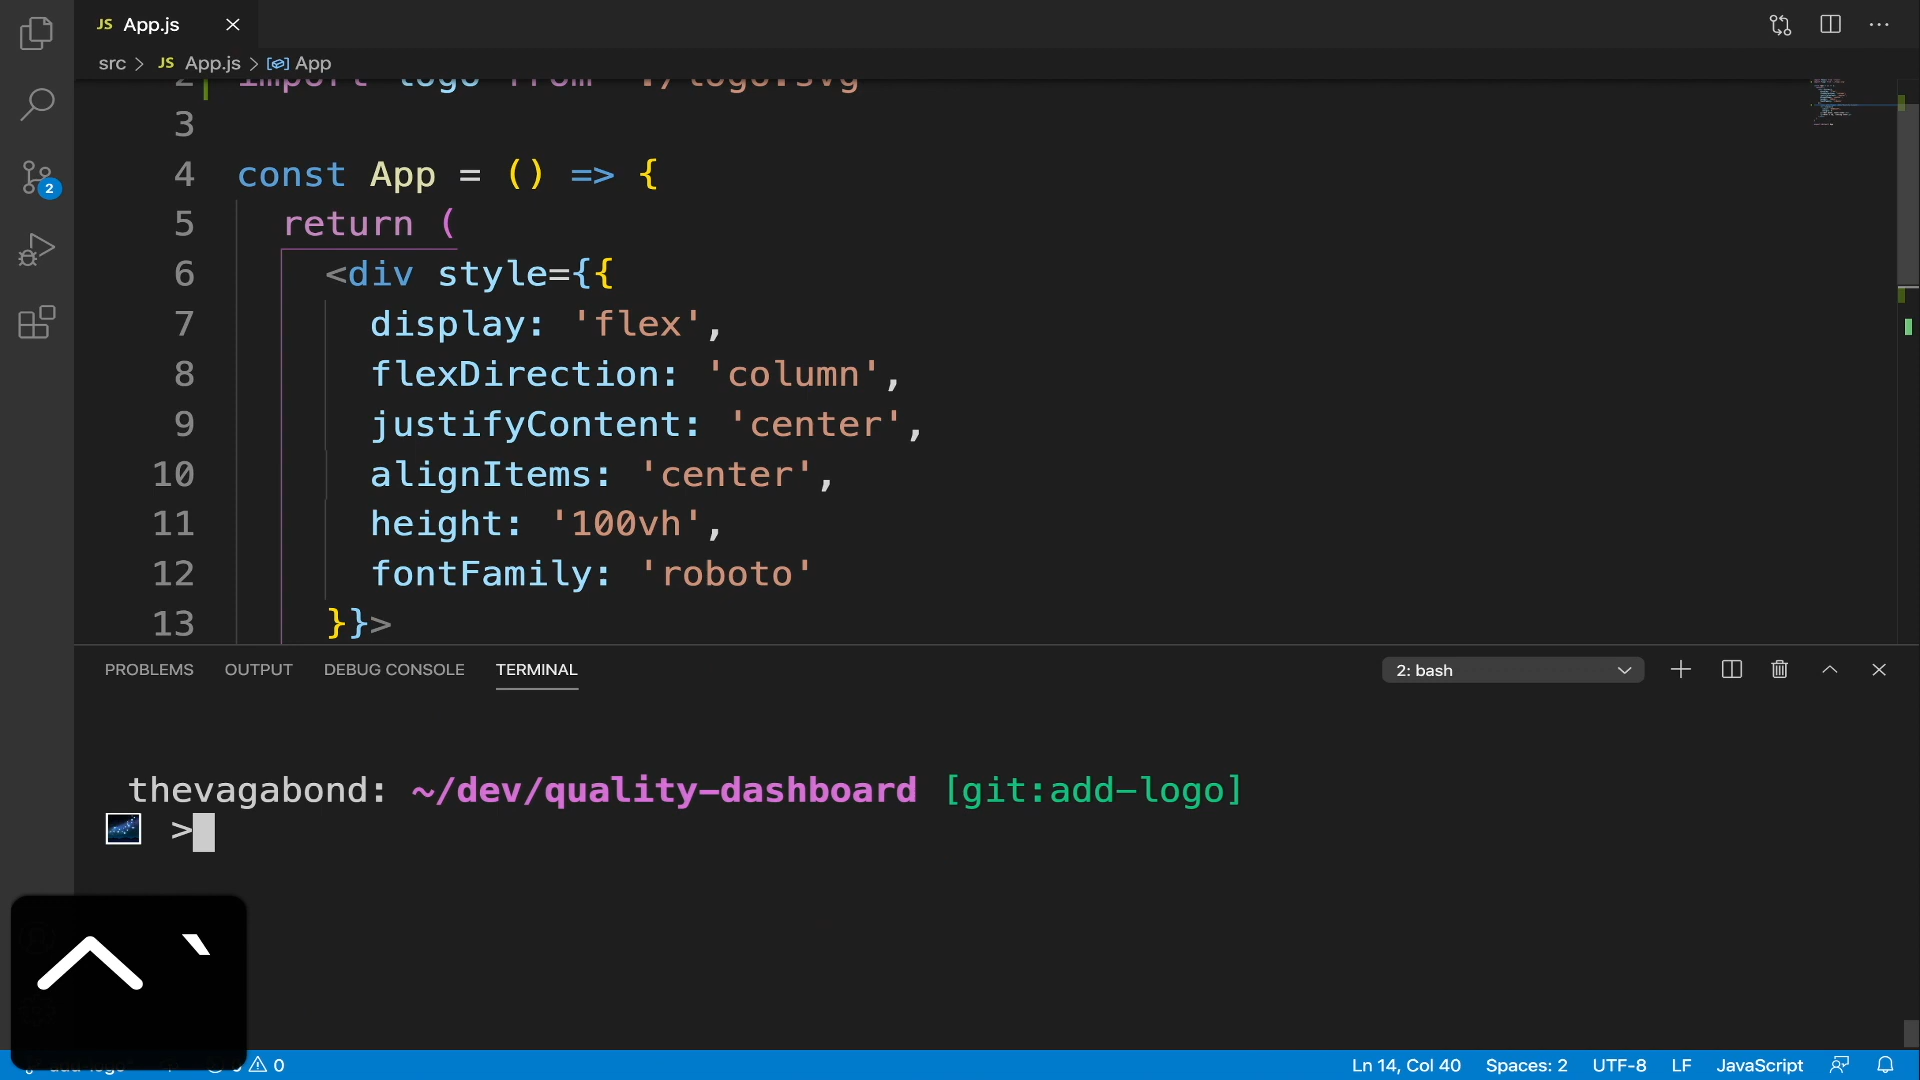 JS App.js
src > JS App.js > App
2 import logo from './logo.svg
3
4 const App = () => {
5 return (
6 <div style={{
7 display: 'flex',
8 flexDirection: 'column',
9 justifyContent: 'center',
10 alignItems: 'center',
11 height: '100vh',
12 fontFamily: 'roboto'
13 }}>
PROBLEMS OUTPUT DEBUG CONSOLE TERMINAL 2: bash
thevagabond: ~/dev/quality-dashboard [git:add-logo]
>
^ `
0 Ln 14, Col 40 Spaces: 2 UTF-8 LF JavaScript
2